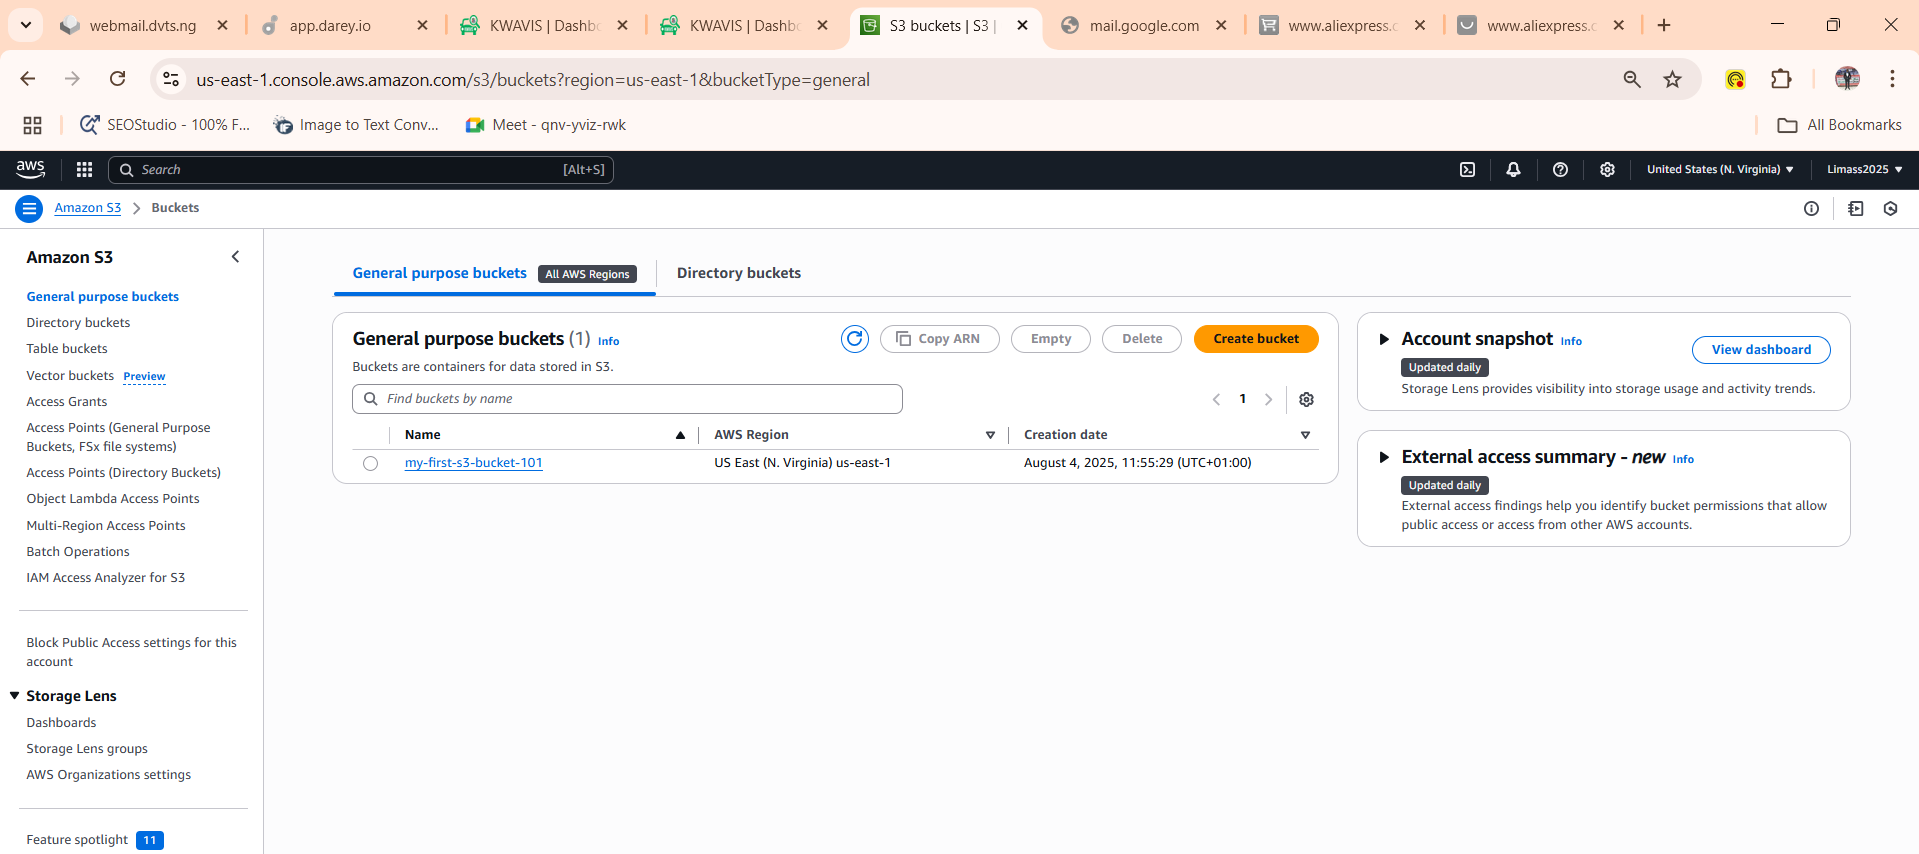 webmail.dvts.ng
app.darey.io
KWAVIS | Dashbo
KWAVIS | Dashbo
S3 buckets | S3 |
mail.google.com
www.aliexpress.c
www.aliexpress.c
us-east-1.console.aws.amazon.com/s3/buckets?region=us-east-1&bucketType=general
SEOStudio - 100% F...
Image to Text Conv...
Meet - qnv-yviz-rwk
All Bookmarks
aws
Search
[Alt+S]
United States (N. Virginia)
Limass2025
Amazon S3
Buckets
Amazon S3
General purpose buckets
Directory buckets
Table buckets
Vector buckets Preview
Access Grants
Access Points (General Purpose
Buckets, FSx file systems)
Access Points (Directory Buckets)
Object Lambda Access Points
Multi-Region Access Points
Batch Operations
IAM Access Analyzer for S3
Block Public Access settings for this
account
Storage Lens
Dashboards
Storage Lens groups
AWS Organizations settings
Feature spotlight 11
General purpose buckets All AWS Regions
Directory buckets
General purpose buckets (1) Info
Copy ARN
Empty
Delete
Create bucket
Buckets are containers for data stored in S3.
Find buckets by name
1
Name
AWS Region
Creation date
my-first-s3-bucket-101
US East (N. Virginia) us-east-1
August 4, 2025, 11:55:29 (UTC+01:00)
Account snapshot Info
View dashboard
Updated daily
Storage Lens provides visibility into storage usage and activity trends.
External access summary - new Info
Updated daily
External access findings help you identify bucket permissions that allow
public access or access from other AWS accounts.